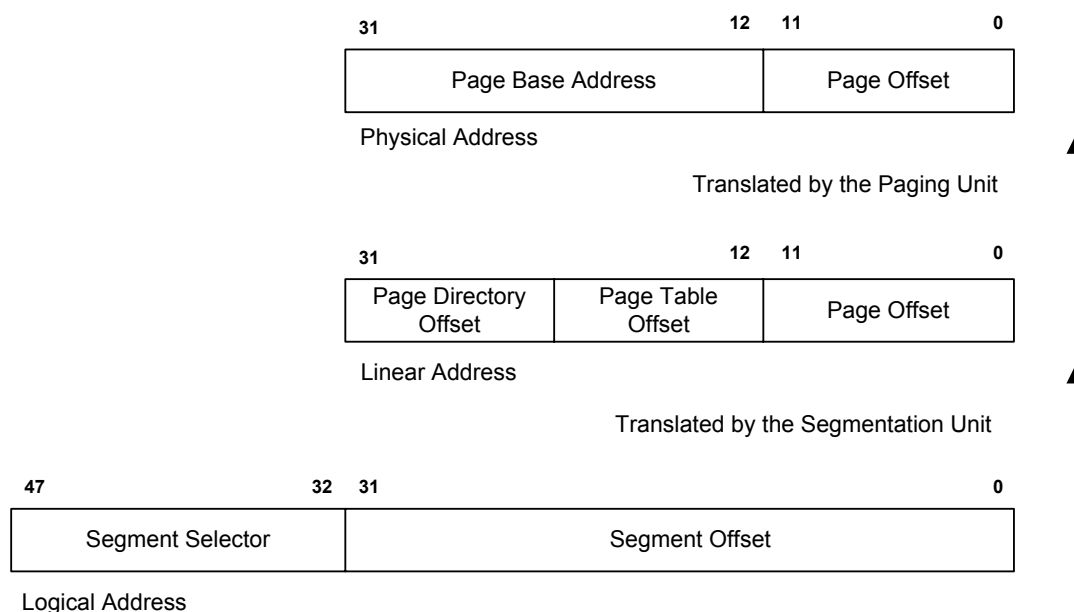 31 12 11 0
Page Base Address Page Offset
Physical Address
Translated by the Paging Unit
31 12 11 0
Page Directory Offset Page Table Offset Page Offset
Linear Address
Translated by the Segmentation Unit
47 32 31 0
Segment Selector Segment Offset
Logical Address